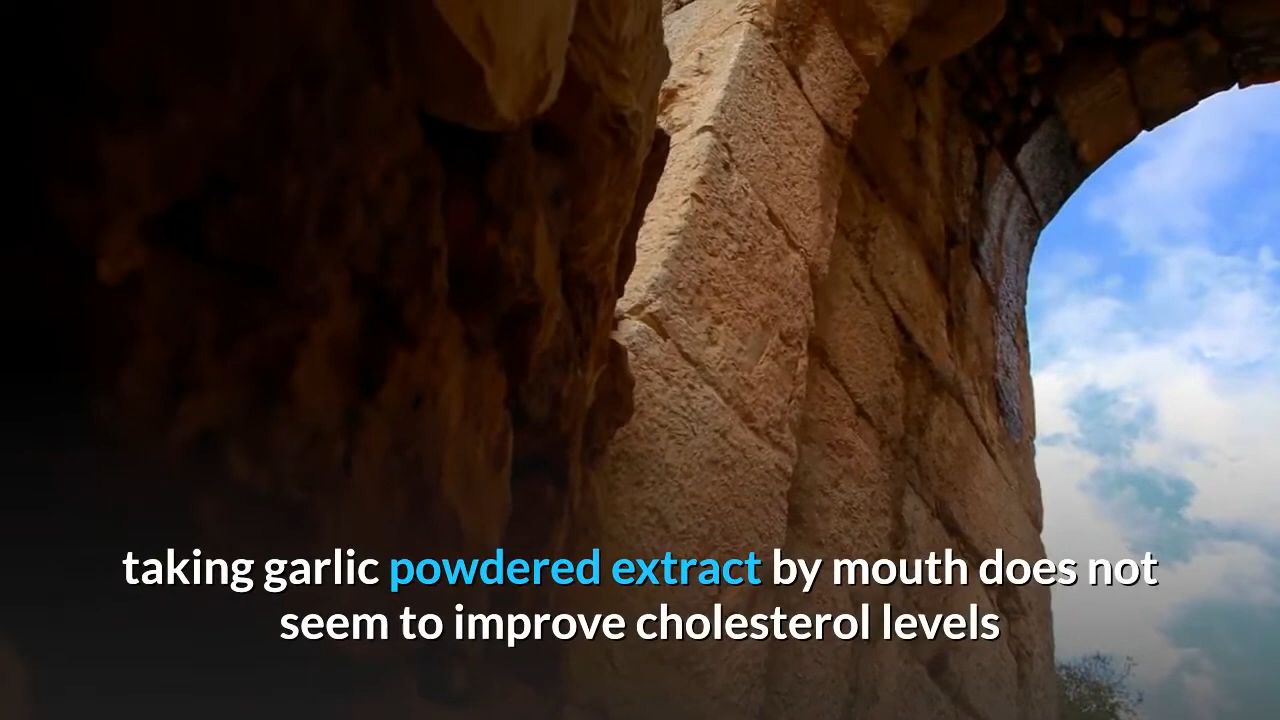 taking garlic powdered extract by mouth does not
seem to improve cholesterol levels